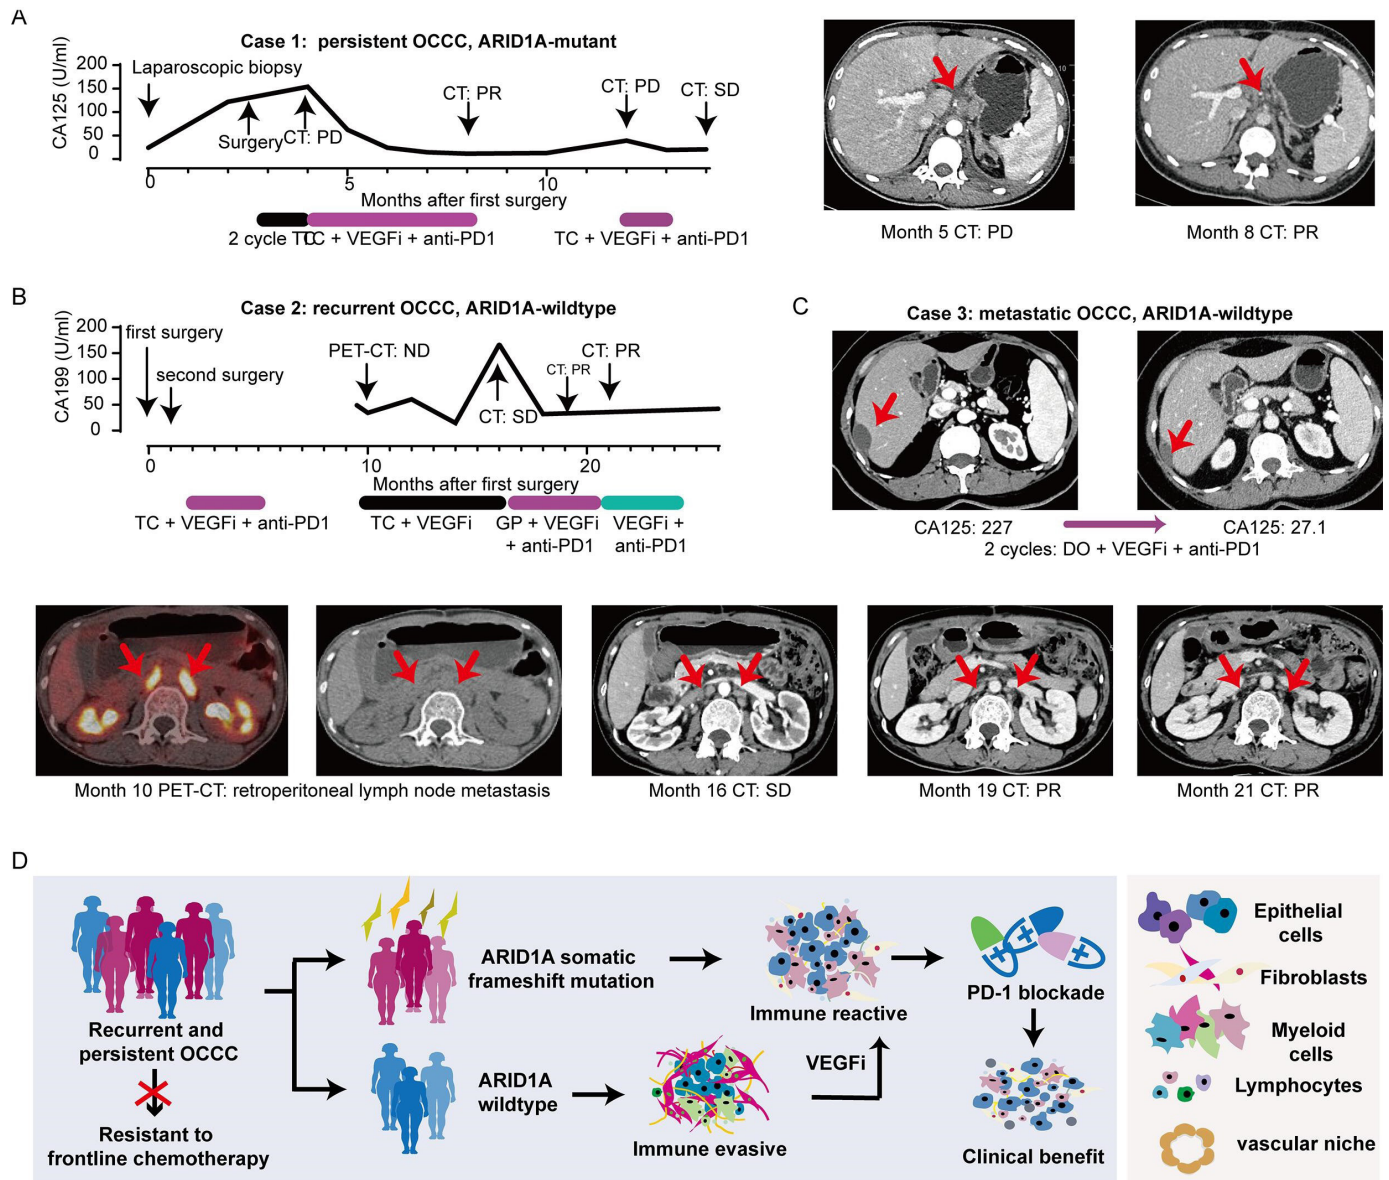 A
Case 1: persistent OCCC, ARID1A-mutant
CA125 (U/ml)
200
150
100
50
0
Laparoscopic biopsy
Surgery
CT: PD
CT: PR
CT: PD
CT: SD
0
5
10
Months after first surgery
2 cycle TC
TC + VEGFi + anti-PD1
TC + VEGFi + anti-PD1
10
Month 5 CT: PD
Month 8 CT: PR
B
Case 2: recurrent OCCC, ARID1A-wildtype
CA199 (U/ml)
200
150
100
50
0
first surgery
second surgery
PET-CT: ND
CT: SD
CT: PR
CT: PR
0
10
20
Months after first surgery
TC + VEGFi + anti-PD1
TC + VEGFi
GP + VEGFi
+ anti-PD1
VEGFi +
anti-PD1
C
Case 3: metastatic OCCC, ARID1A-wildtype
CA125: 227
CA125: 27.1
2 cycles: DO + VEGFi + anti-PD1
Month 10 PET-CT: retroperitoneal lymph node metastasis
Month 16 CT: SD
Month 19 CT: PR
Month 21 CT: PR
D
Recurrent and
persistent OCCC
Resistant to
frontline chemotherapy
ARID1A somatic
frameshift mutation
ARID1A
wildtype
Immune reactive
Immune evasive
VEGFi
PD-1 blockade
Clinical benefit
Epithelial
cells
Fibroblasts
Myeloid
cells
Lymphocytes
vascular niche